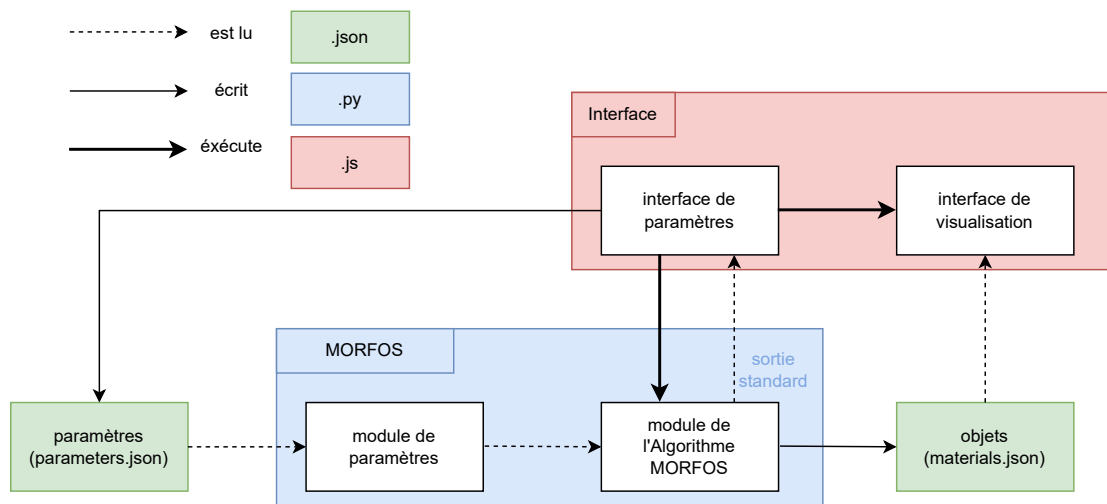 est lu
.json
écrit
.py
éxécute
.js
Interface
interface de
paramètres
interface de
visualisation
MORFOS
sortie
standard
paramètres
(parameters.json)
module de
paramètres
module de
l'Algorithme
MORFOS
objets
(materials.json)